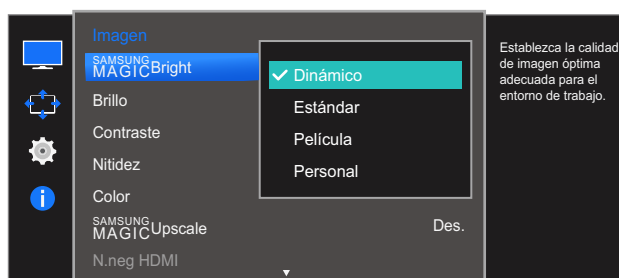 Imagen
SAMSUNG
MAGICBright
Brillo
Contraste
Nitidez
Color
SAMSUNG
MAGICUpscale Des.
N.neg HDMI
Dinámico
Estándar
Película
Personal
Establezca la calidad
de imagen óptima
adecuada para el
entorno de trabajo.